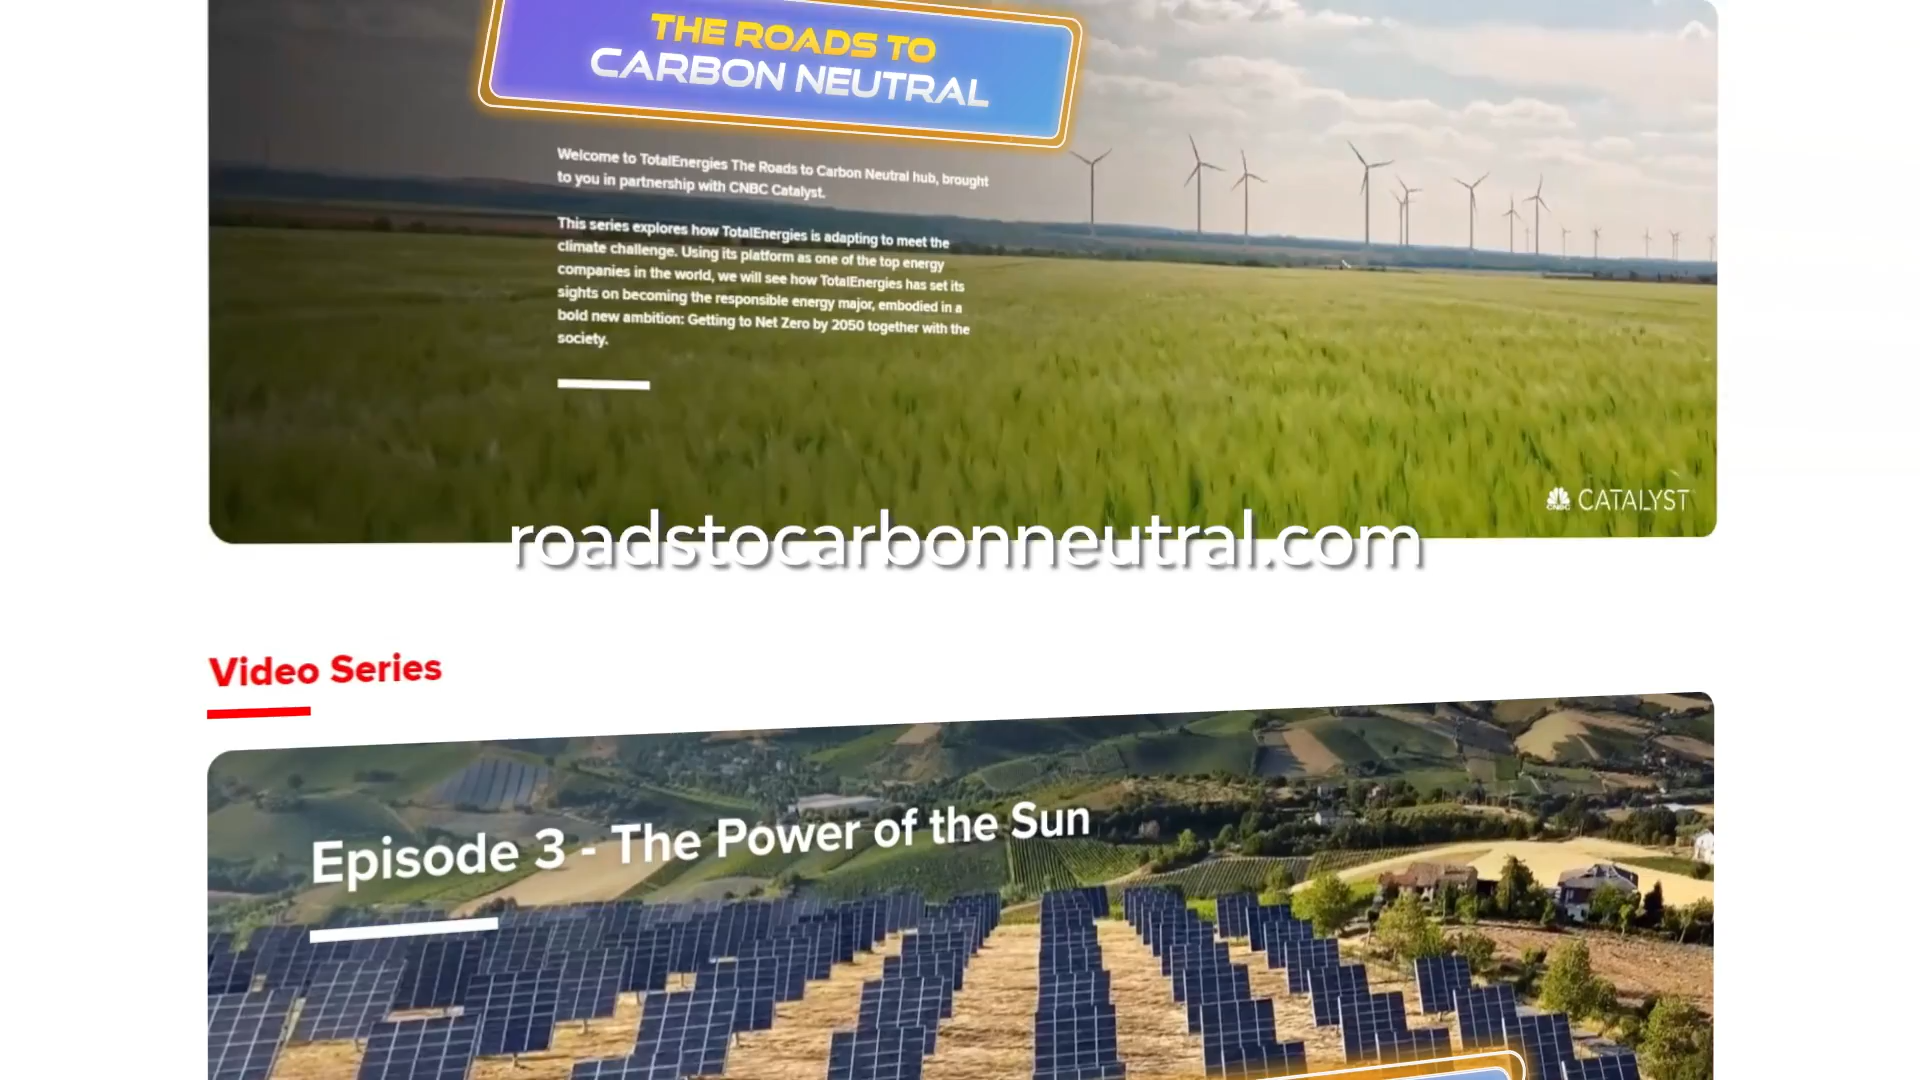 THE ROADS TO
CARBON NEUTRAL
Welcome to TotalEnergies The Roads to Carbon Neutral hub, brought
to you in partnership with CNBC Catalyst.
This series explores how TotalEnergies is adapting to meet the
climate challenge. Using its platform as one of the top energy
companies in the world, we will see how TotalEnergies has set its
sights on becoming the responsible energy major, embodied in a
bold new ambition: Getting to Net Zero by 2050 together with the
society.
CNBC CATALYST
roadstocarbonneutral.com
Video Series
Episode 3 - The Power of the Sun